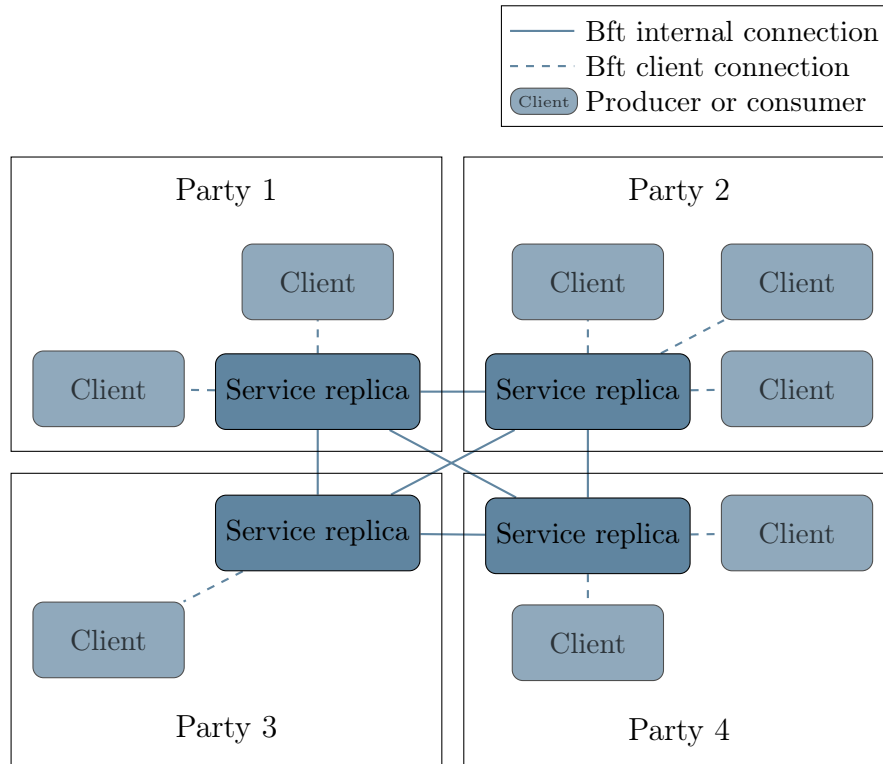 Bft internal connection
Bft client connection
Client Producer or consumer
Party 1
Party 2
Client
Client
Client
Client
Service replica
Service replica
Client
Service replica
Service replica
Client
Client
Client
Party 3
Party 4